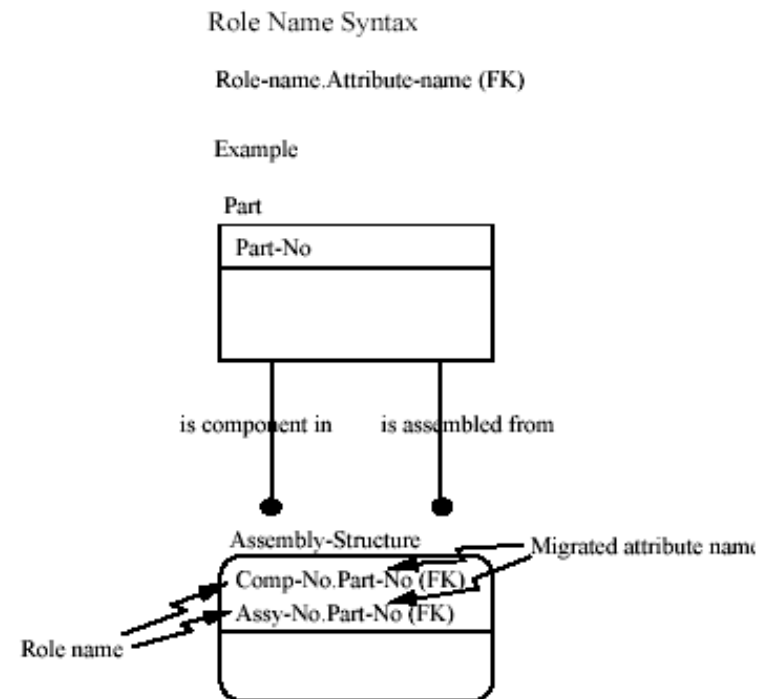 Role Name Syntax
Role-name.Attribute-name (FK)
Example
Part
Part-No
is component in
is assembled from
Assembly-Structure
Migrated attribute name
Comp-No.Part-No (FK)
Assy-No.Part-No (FK)
Role name